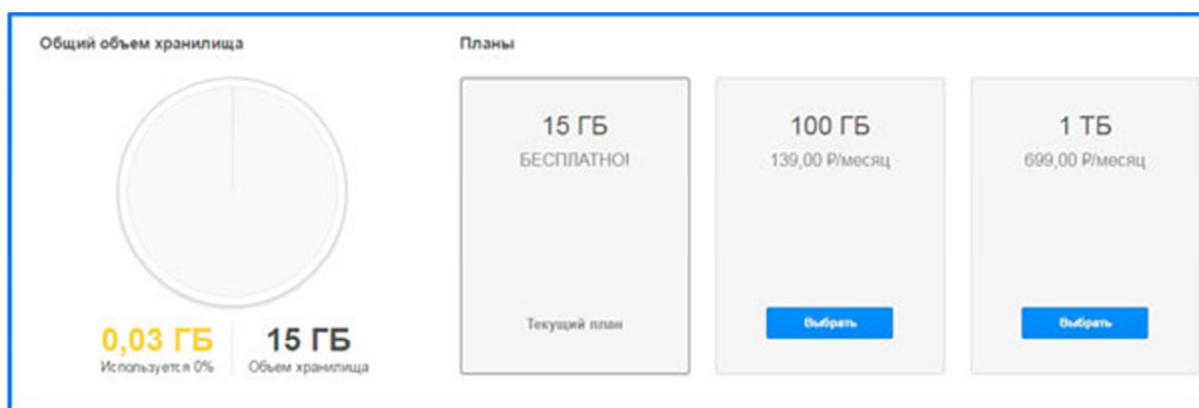 Общий объем хранилища
0,03 ГБ
Используется 0%
15 ГБ
Объем хранилища
Планы
15 ГБ
БЕСПЛАТНО!
Текущий план
100 ГБ
139,00 ₽/месяц
Выбрать
1 ТБ
699,00 ₽/месяц
Выбрать